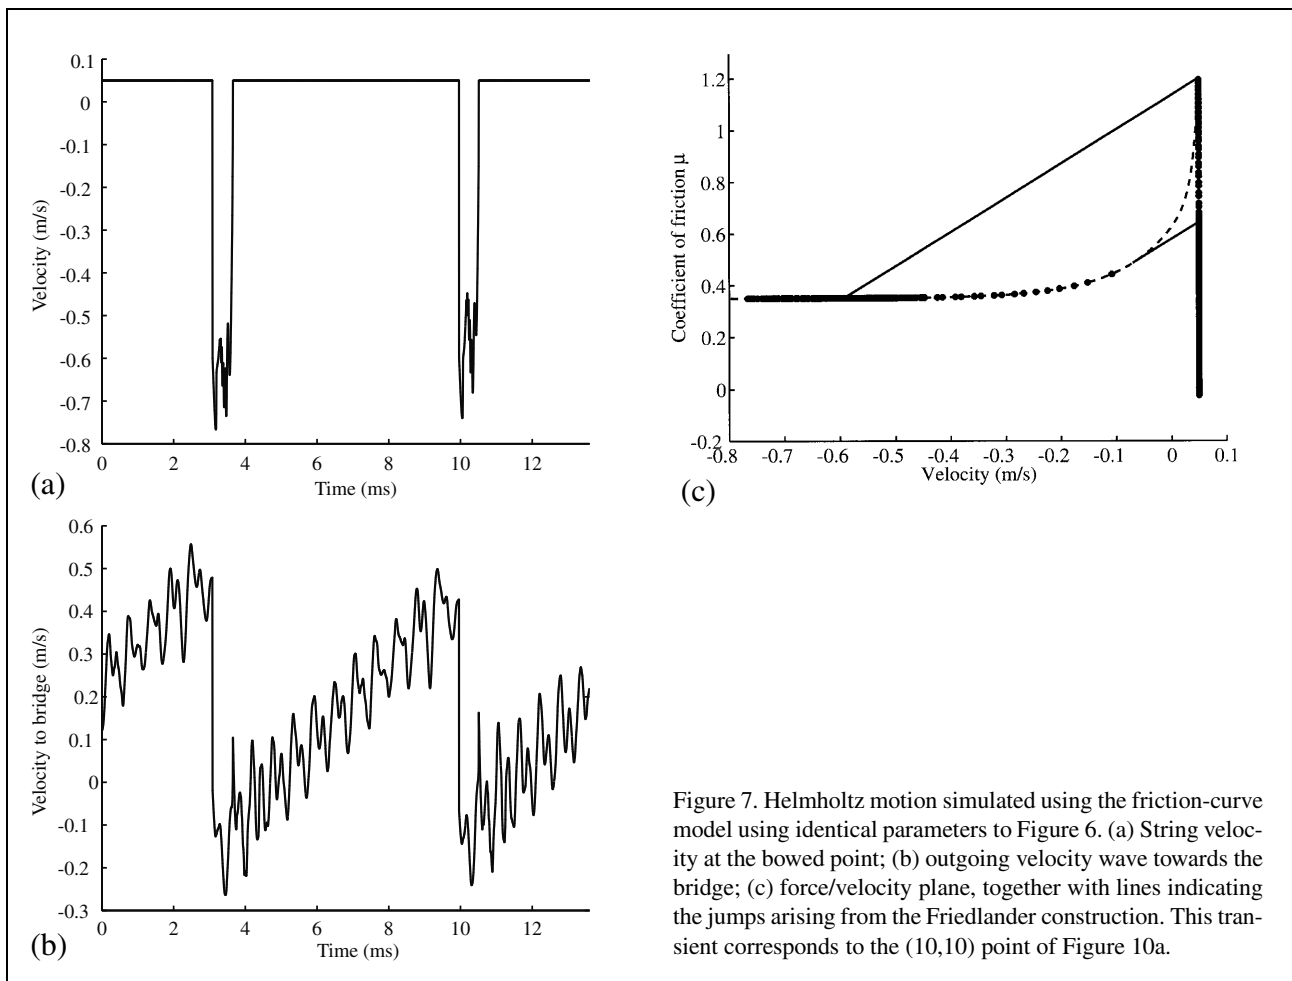 0.1
0
-0.1
-0.2
-0.3
-0.4
-0.5
-0.6
-0.7
-0.8
Velocity (m/s)
0 2 4 6 8 10 12
Time (ms)
(a)
1.2
1
0.8
0.6
0.4
0.2
0
-0.2
Coefficient of friction μ
-0.8 -0.7 -0.6 -0.5 -0.4 -0.3 -0.2 -0.1 0 0.1
Velocity (m/s)
(c)
0.6
0.5
0.4
0.3
0.2
0.1
0
-0.1
-0.2
-0.3
Velocity to bridge (m/s)
0 2 4 6 8 10 12
Time (ms)
(b)
Figure 7. Helmholtz motion simulated using the friction-curve
model using identical parameters to Figure 6. (a) String veloc-
ity at the bowed point; (b) outgoing velocity wave towards the
bridge; (c) force/velocity plane, together with lines indicating
the jumps arising from the Friedlander construction. This tran-
sient corresponds to the (10,10) point of Figure 10a.